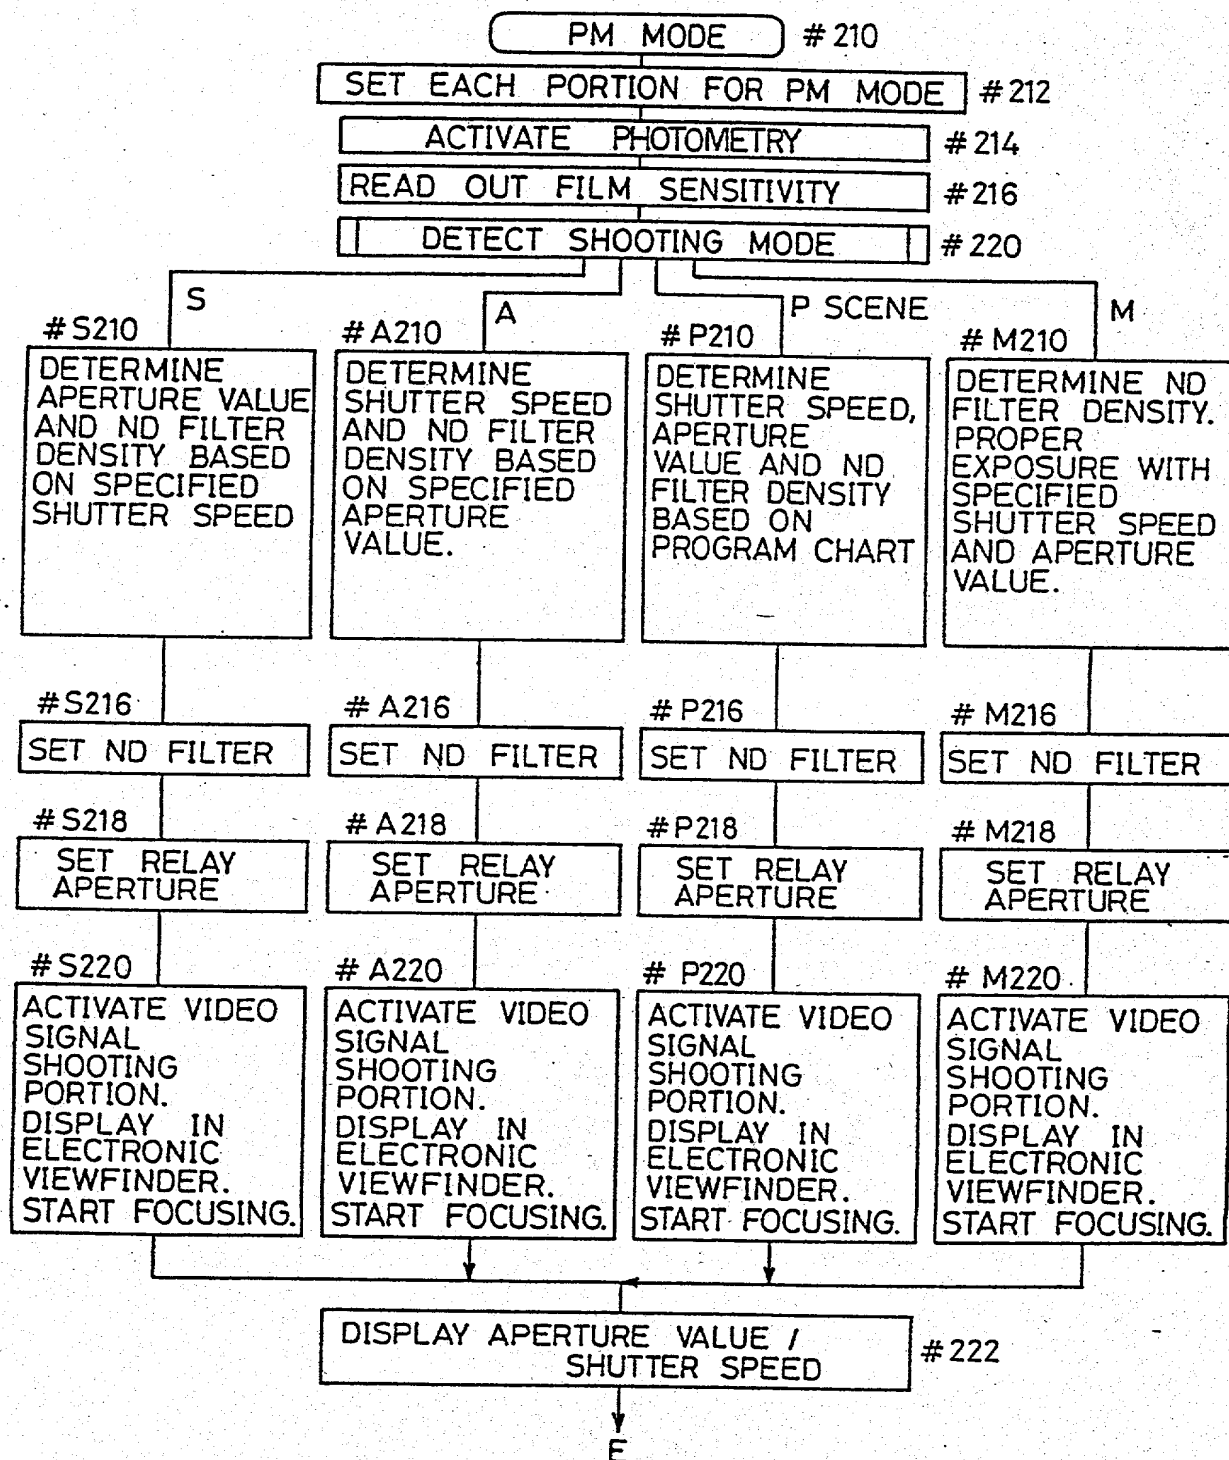 PM MODE #210
SET EACH PORTION FOR PM MODE #212
ACTIVATE PHOTOMETRY #214
READ OUT FILM SENSITIVITY #216
DETECT SHOOTING MODE #220
S
A
P SCENE
M
#S210
DETERMINE
APERTURE VALUE
AND ND FILTER
DENSITY BASED
ON SPECIFIED
SHUTTER SPEED
#A210
DETERMINE
SHUTTER SPEED
AND ND FILTER
DENSITY BASED
ON SPECIFIED
APERTURE
VALUE.
#P210
DETERMINE
SHUTTER SPEED,
APERTURE
VALUE AND ND
FILTER DENSITY
BASED ON
PROGRAM CHART
#M210
DETERMINE ND
FILTER DENSITY.
PROPER
EXPOSURE WITH
SPECIFIED
SHUTTER SPEED
AND APERTURE
VALUE.
#S216
SET ND FILTER
#A216
SET ND FILTER
#P216
SET ND FILTER
#M216
SET ND FILTER
#S218
SET RELAY
APERTURE
#A218
SET RELAY
APERTURE
#P218
SET RELAY
APERTURE
#M218
SET RELAY
APERTURE
#S220
ACTIVATE VIDEO
SIGNAL
SHOOTING
PORTION.
DISPLAY IN
ELECTRONIC
VIEWFINDER.
START FOCUSING.
#A220
ACTIVATE VIDEO
SIGNAL
SHOOTING
PORTION.
DISPLAY IN
ELECTRONIC
VIEWFINDER.
START FOCUSING.
#P220
ACTIVATE VIDEO
SIGNAL
SHOOTING
PORTION.
DISPLAY IN
ELECTRONIC
VIEWFINDER.
START FOCUSING.
#M220
ACTIVATE VIDEO
SIGNAL
SHOOTING
PORTION.
DISPLAY IN
ELECTRONIC
VIEWFINDER.
START FOCUSING.
DISPLAY APERTURE VALUE /
SHUTTER SPEED #222